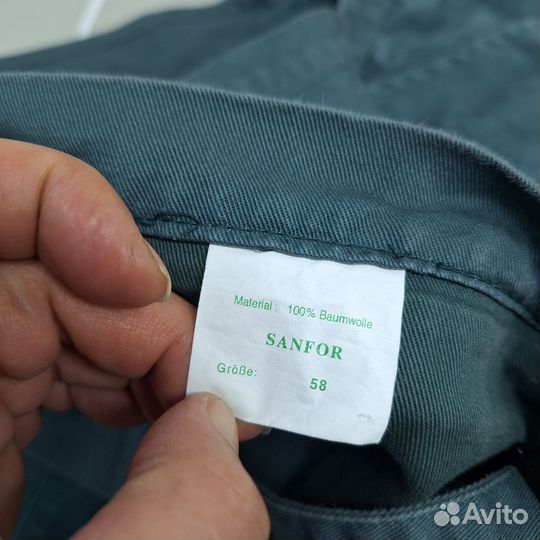 Material : 100% Baumwolle
SANFOR
Größe: 58
Avito